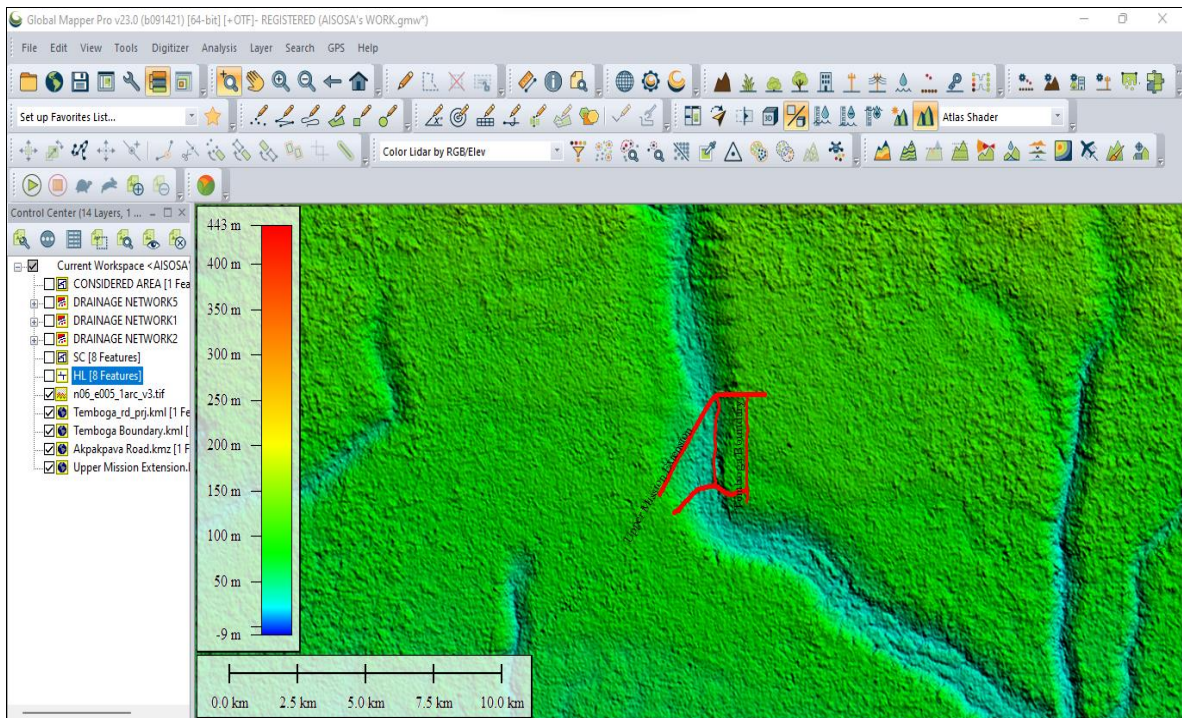 Global Mapper Pro v23.0 (b091421) [64-bit] [+OTF]- REGISTERED (AISOSA's WORK.gmw*)
File Edit View Tools Digitizer Analysis Layer Search GPS Help
Set up Favorites List...
Atlas Shader
Color Lidar by RGB/Elev
3D
Control Center (14 Layers, 1 ...
Current Workspace <AISOSA'
CONSIDERED AREA [1 Fea
DRAINAGE NETWORK5
DRAINAGE NETWORK1
DRAINAGE NETWORK2
SC [8 Features]
HL [8 Features]
n06_e005_1arc_v3.tif
Temboga_rd_prj.kml [1 Fe
Temboga Boundary.kml [
Akpakpava Road.kmz [1 F
Upper Mission Extension.
443 m
400 m
350 m
300 m
250 m
200 m
150 m
100 m
50 m
-9 m
Upper Mission Extension
Boundary
0.0 km 2.5 km 5.0 km 7.5 km 10.0 km